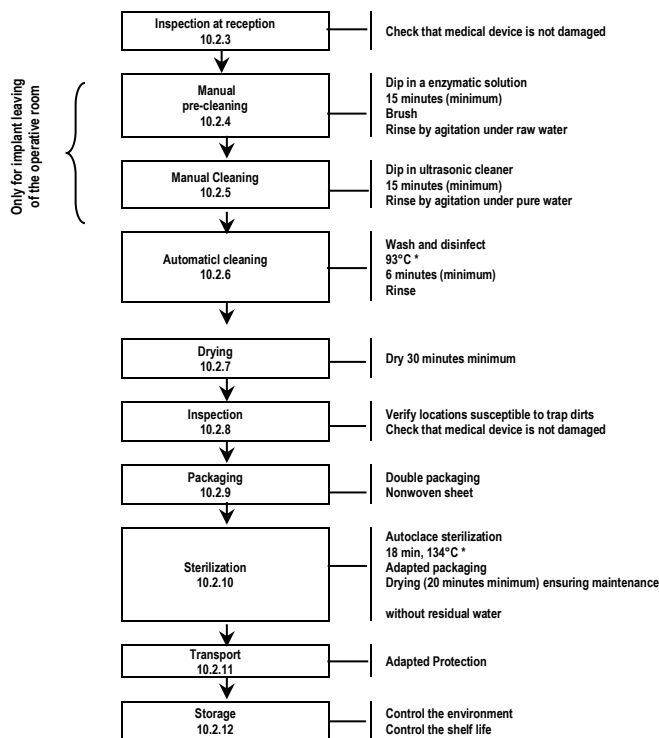 Inspection at reception
10.2.3
Check that medical device is not damaged
Only for implant leaving
of the operative room
Manual
pre-cleaning
10.2.4
Dip in a enzymatic solution
15 minutes (minimum)
Brush
Rinse by agitation under raw water
Manual Cleaning
10.2.5
Dip in ultrasonic cleaner
15 minutes (minimum)
Rinse by agitation under pure water
Automaticl cleaning
10.2.6
Wash and disinfect
93°C *
6 minutes (minimum)
Rinse
Drying
10.2.7
Dry 30 minutes minimum
Inspection
10.2.8
Verify locations susceptible to trap dirts
Check that medical device is not damaged
Packaging
10.2.9
Double packaging
Nonwoven sheet
Sterilization
10.2.10
Autoclace sterilization
18 min, 134°C *
Adapted packaging
Drying (20 minutes minimum) ensuring maintenance
without residual water
Transport
10.2.11
Adapted Protection
Storage
10.2.12
Control the environment
Control the shelf life